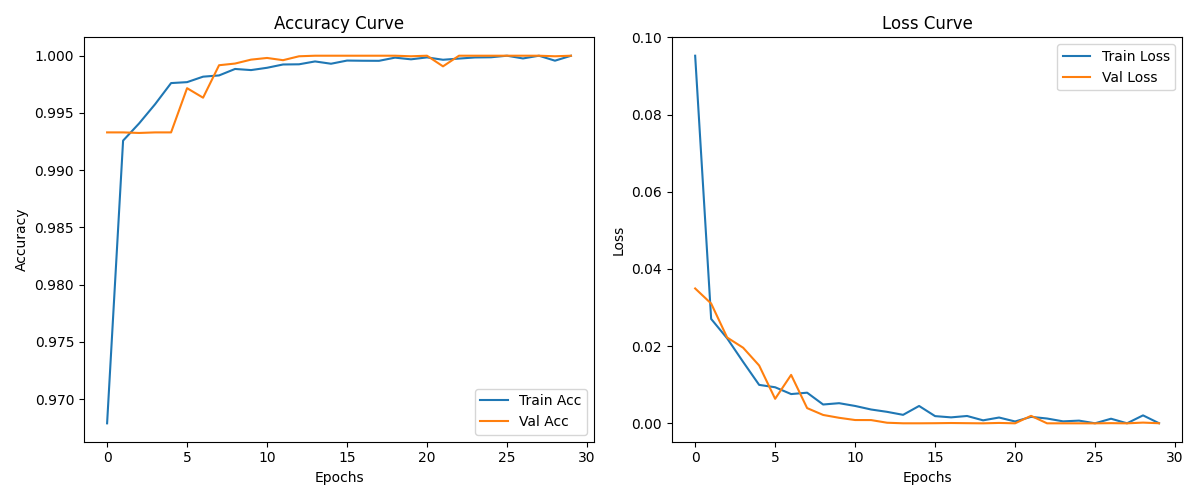 Accuracy Curve
1.000
0.995
0.990
0.985
0.980
0.975
0.970
Accuracy
0 5 10 15 20 25 30
Epochs
Train Acc
Val Acc
Loss Curve
0.10
0.08
0.06
0.04
0.02
0.00
Loss
0 5 10 15 20 25 30
Epochs
Train Loss
Val Loss